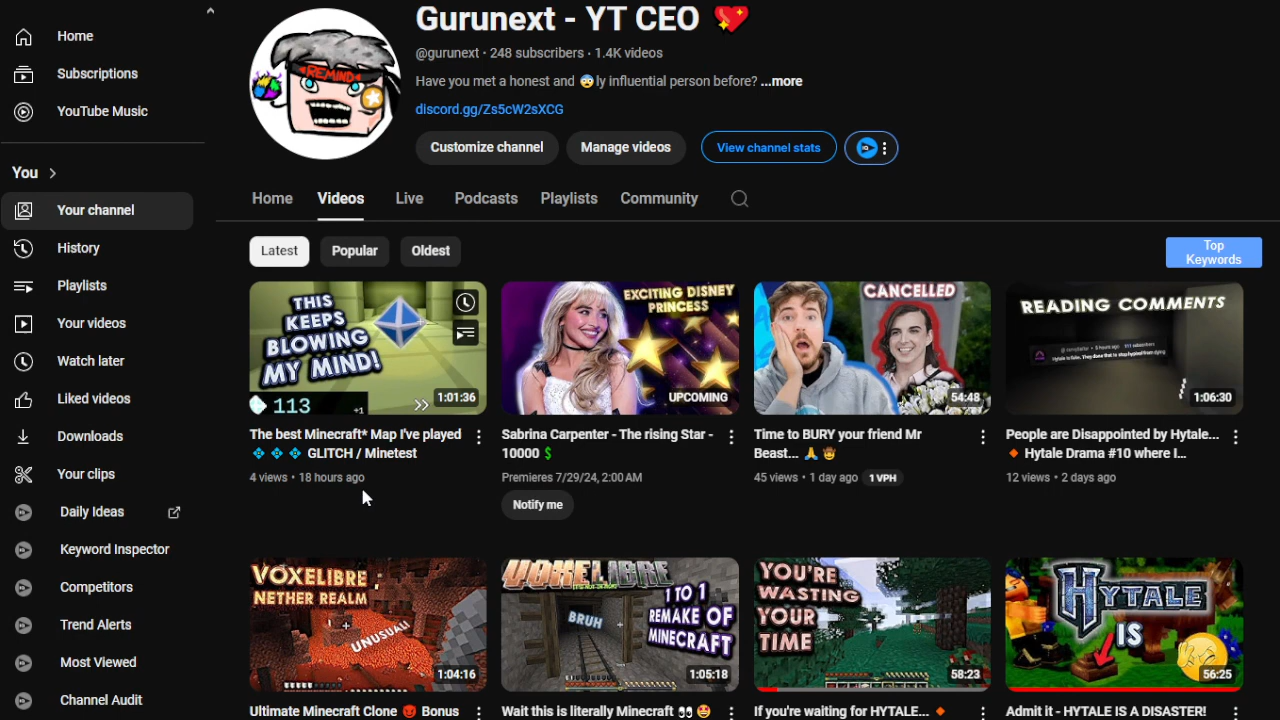 Home
Subscriptions
YouTube Music
You
Your channel
History
Playlists
Your videos
Watch later
Liked videos
Downloads
Your clips
Daily Ideas
Keyword Inspector
Competitors
Trend Alerts
Most Viewed
Channel Audit
REMIND
Gurunext - YT CEO 💖
@gurunext · 248 subscribers · 1.4K videos
Have you met a honest and 😨ly influential person before? ...more
discord.gg/Zs5cW2sXCG
Customize channel
Manage videos
View channel stats
Home
Videos
Live
Podcasts
Playlists
Community
Latest
Popular
Oldest
Top
Keywords
THIS
KEEPS
BLOWING
MY MIND!
113
+1
1:01:36
The best Minecraft* Map I've played
💠 💠 💠 GLITCH / Minetest
4 views · 18 hours ago
EXCITING DISNEY
PRINCESS
UPCOMING
Sabrina Carpenter - The rising Star -
10000 💲
Premieres 7/29/24, 2:00 AM
Notify me
CANCELLED
54:48
Time to BURY your friend Mr
Beast... 🙏 🤠
45 views · 1 day ago
1 VPH
READING COMMENTS
1:06:30
People are Disappointed by Hytale...
🔸 Hytale Drama #10 where I...
12 views · 2 days ago
VOXELIBRE
NETHER REALM
UNUSUAL
1:04:16
Ultimate Minecraft Clone 😈 Bonus
VOXELIBRE
BRUH
1 TO 1
REMAKE OF
MINECRAFT
1:05:18
Wait this is literally Minecraft 👀 🤩
YOU'RE
WASTING
YOUR
TIME
58:23
If you're waiting for HYTALE... 🔸
HYTALE
IS
56:25
Admit it - HYTALE IS A DISASTER!